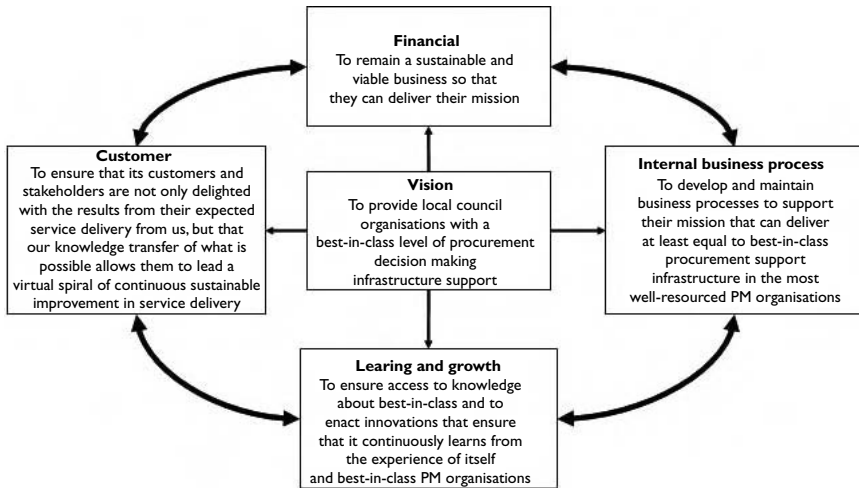 Financial
To remain a sustainable and
viable business so that
they can deliver their mission
Customer
To ensure that its customers and
stakeholders are not only delighted
with the results from their expected
service delivery from us, but that
our knowledge transfer of what is
possible allows them to lead a
virtual spiral of continuous sustainable
improvement in service delivery
Vision
To provide local council
organisations with a
best-in-class level of procurement
decision making
infrastructure support
Internal business process
To develop and maintain
business processes to support
their mission that can deliver
at least equal to best-in-class
procurement support
infrastructure in the most
well-resourced PM organisations
Learing and growth
To ensure access to knowledge
about best-in-class and to
enact innovations that ensure
that it continuously learns from
the experience of itself
and best-in-class PM organisations